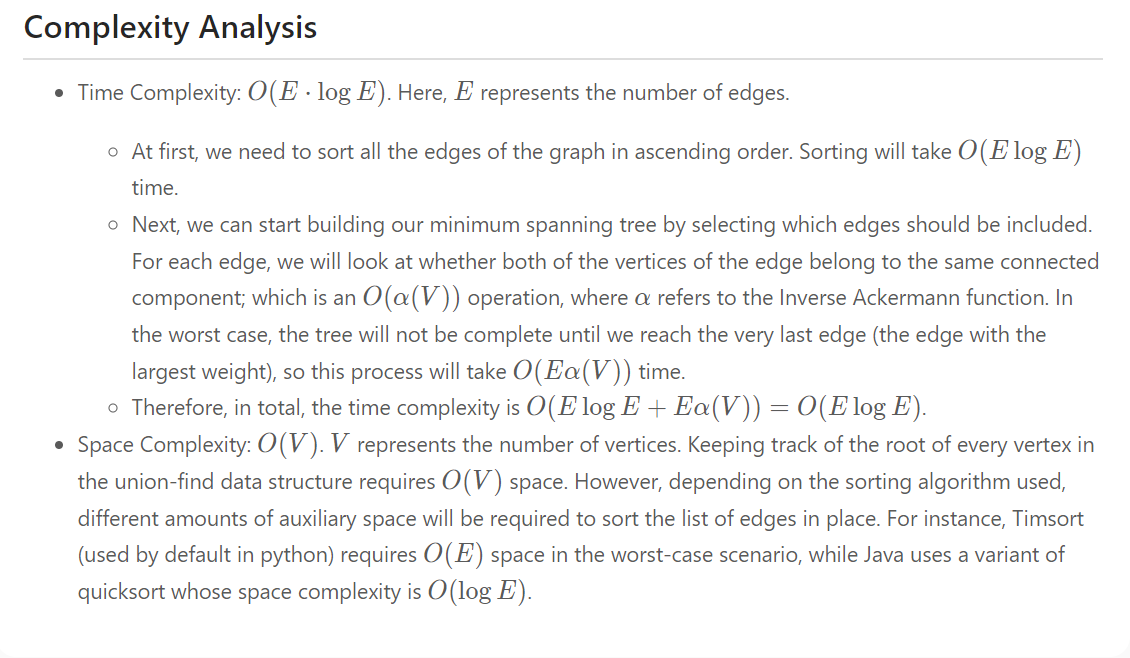 Complexity Analysis
• Time Complexity: O(E · log E). Here, E represents the number of edges.
◦ At first, we need to sort all the edges of the graph in ascending order. Sorting will take O(E log E)
time.
◦ Next, we can start building our minimum spanning tree by selecting which edges should be included.
For each edge, we will look at whether both of the vertices of the edge belong to the same connected
component; which is an O(α(V)) operation, where α refers to the Inverse Ackermann function. In
the worst case, the tree will not be complete until we reach the very last edge (the edge with the
largest weight), so this process will take O(Eα(V)) time.
◦ Therefore, in total, the time complexity is O(E log E + Eα(V)) = O(E log E).
• Space Complexity: O(V). V represents the number of vertices. Keeping track of the root of every vertex in
the union-find data structure requires O(V) space. However, depending on the sorting algorithm used,
different amounts of auxiliary space will be required to sort the list of edges in place. For instance, Timsort
(used by default in python) requires O(E) space in the worst-case scenario, while Java uses a variant of
quicksort whose space complexity is O(log E).